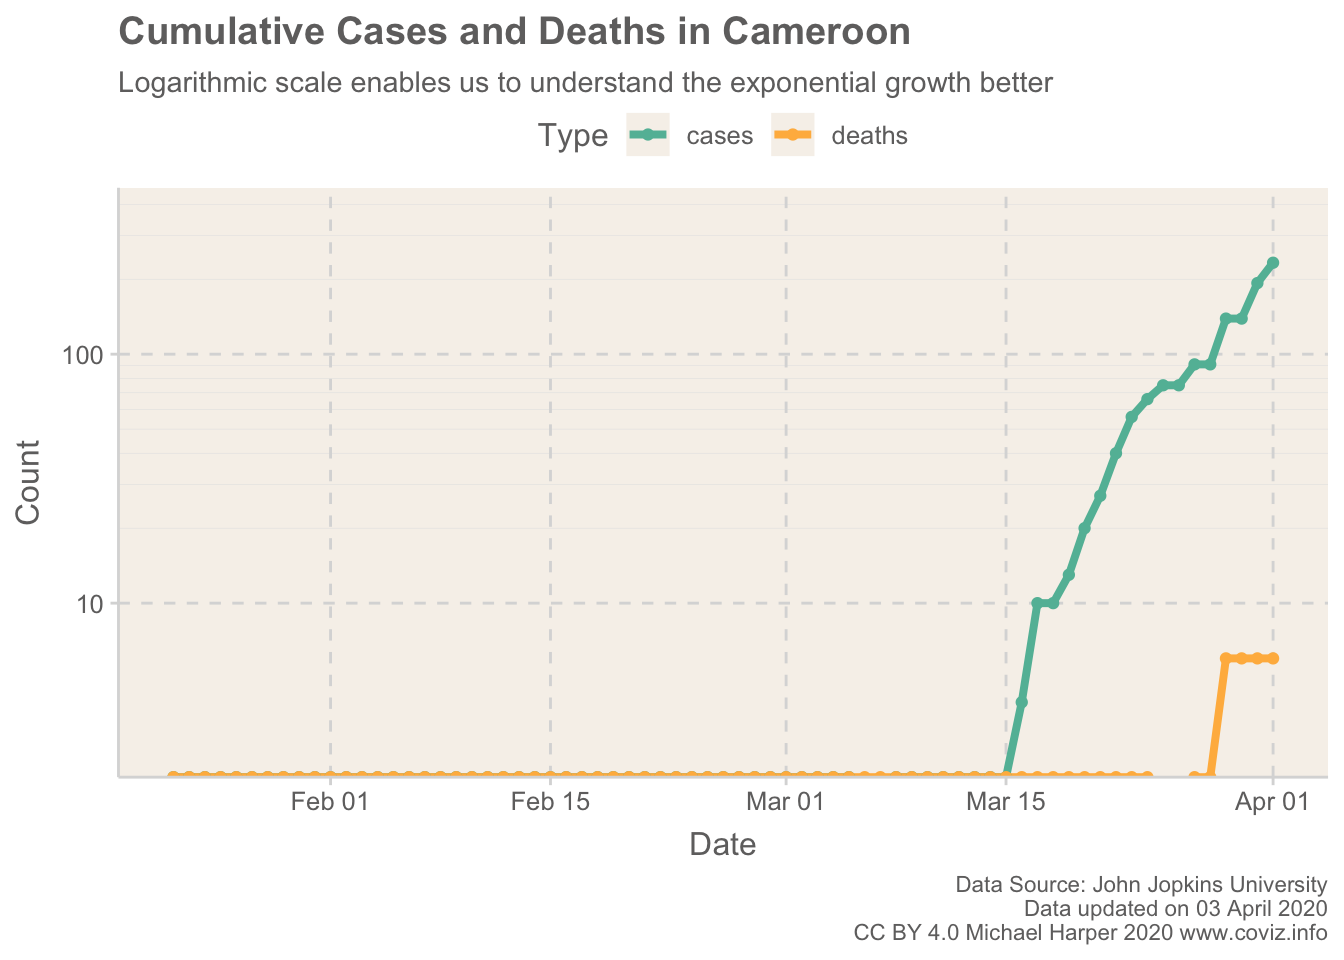 Cumulative Cases and Deaths in Cameroon
Logarithmic scale enables us to understand the exponential growth better
Type cases deaths
100
10
Count
Feb 01 Feb 15 Mar 01 Mar 15 Apr 01
Date
Data Source: John Jopkins University
Data updated on 03 April 2020
CC BY 4.0 Michael Harper 2020 www.coviz.info